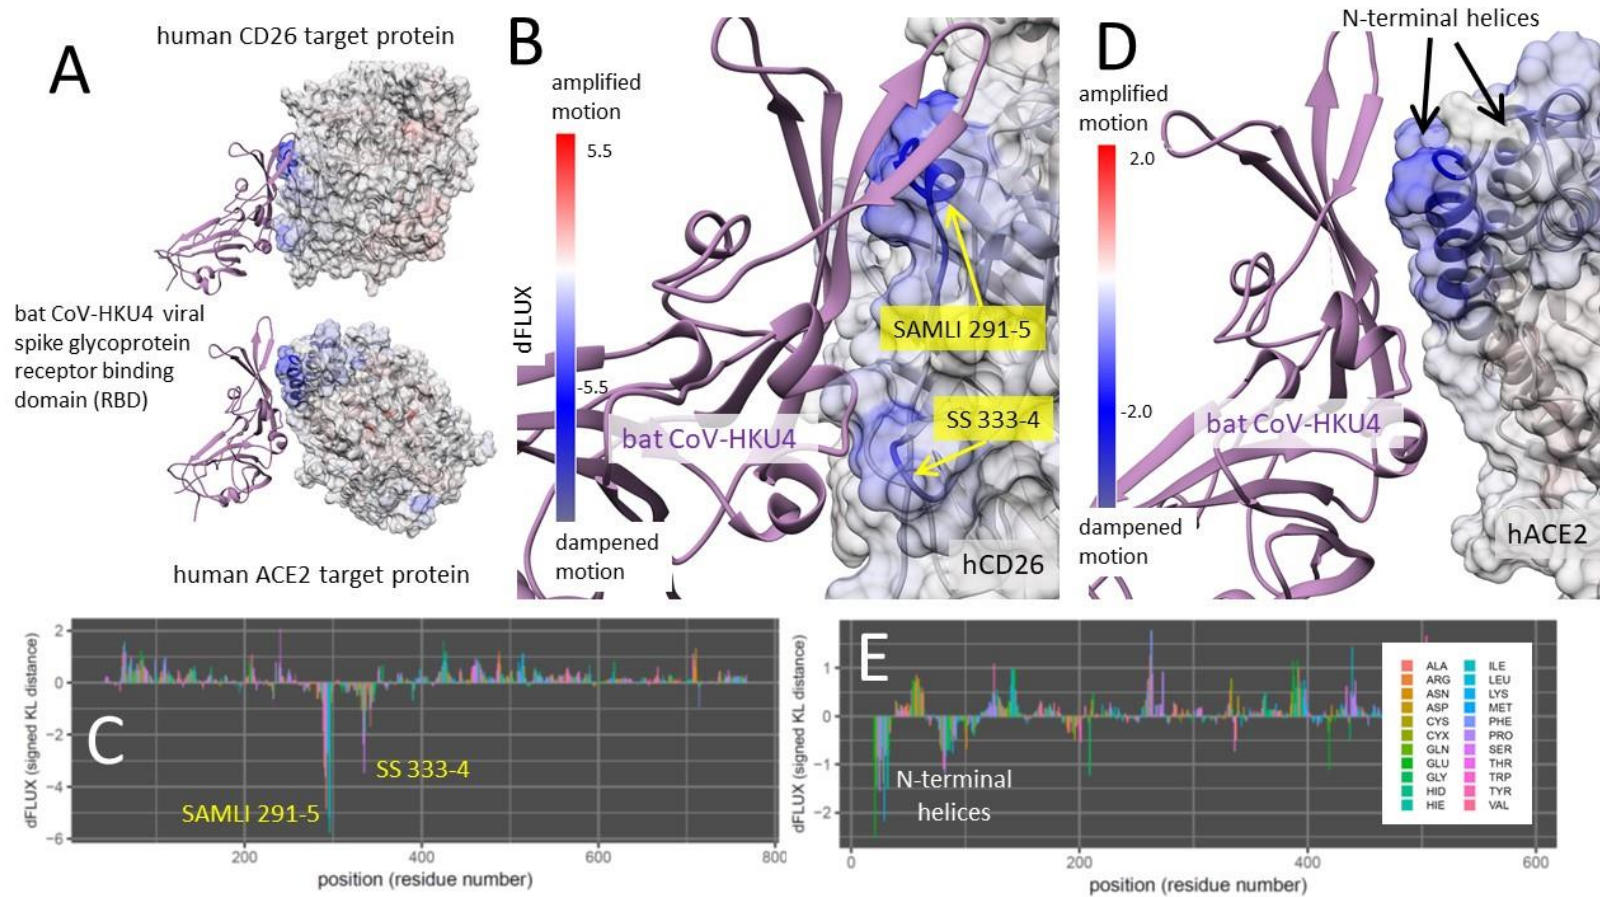 A
human CD26 target protein
bat CoV-HKU4 viral
spike glycoprotein
receptor binding
domain (RBD)
human ACE2 target protein
B
amplified
motion
5.5
dFLUX
-5.5
dampened
motion
SAMLI 291-5
SS 333-4
bat CoV-HKU4
hCD26
D
N-terminal helices
amplified
motion
2.0
-2.0
dampened
motion
bat CoV-HKU4
hACE2
C
dFLUX (signed KL distance)
2
0
−2
−4
−6
SS 333-4
SAMLI 291-5
200
400
600
800
position (residue number)
E
dFLUX (signed KL distance)
1
0
−1
−2
N-terminal
helices
ALA
ARG
ASN
ASP
CYS
CYX
GLN
GLU
GLY
HID
HIE
ILE
LEU
LYS
MET
PHE
PRO
SER
THR
TRP
TYR
VAL
0
200
400
600
position (residue number)